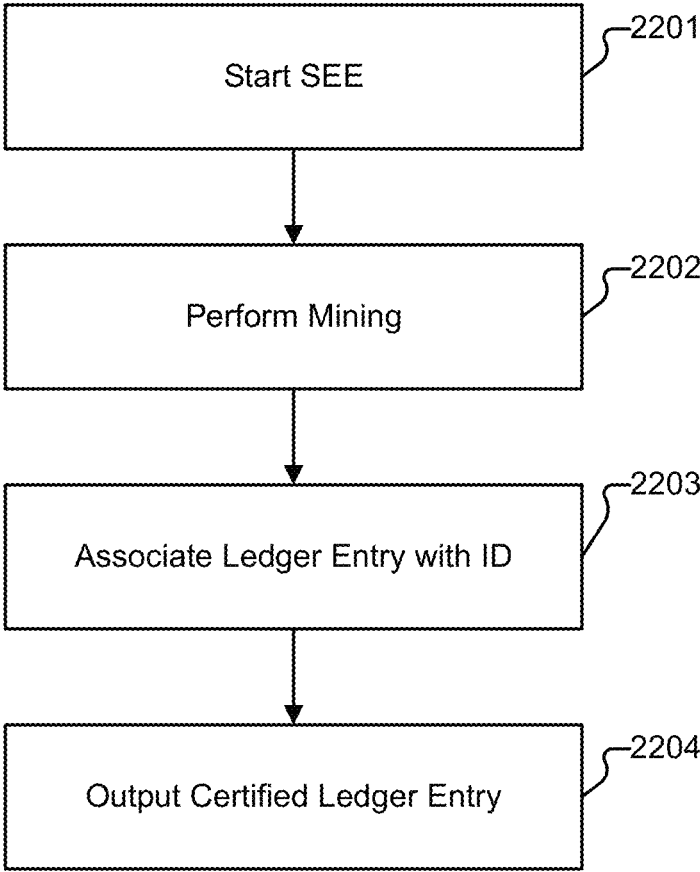 2201
Start SEE
2202
Perform Mining
2203
Associate Ledger Entry with ID
2204
Output Certified Ledger Entry